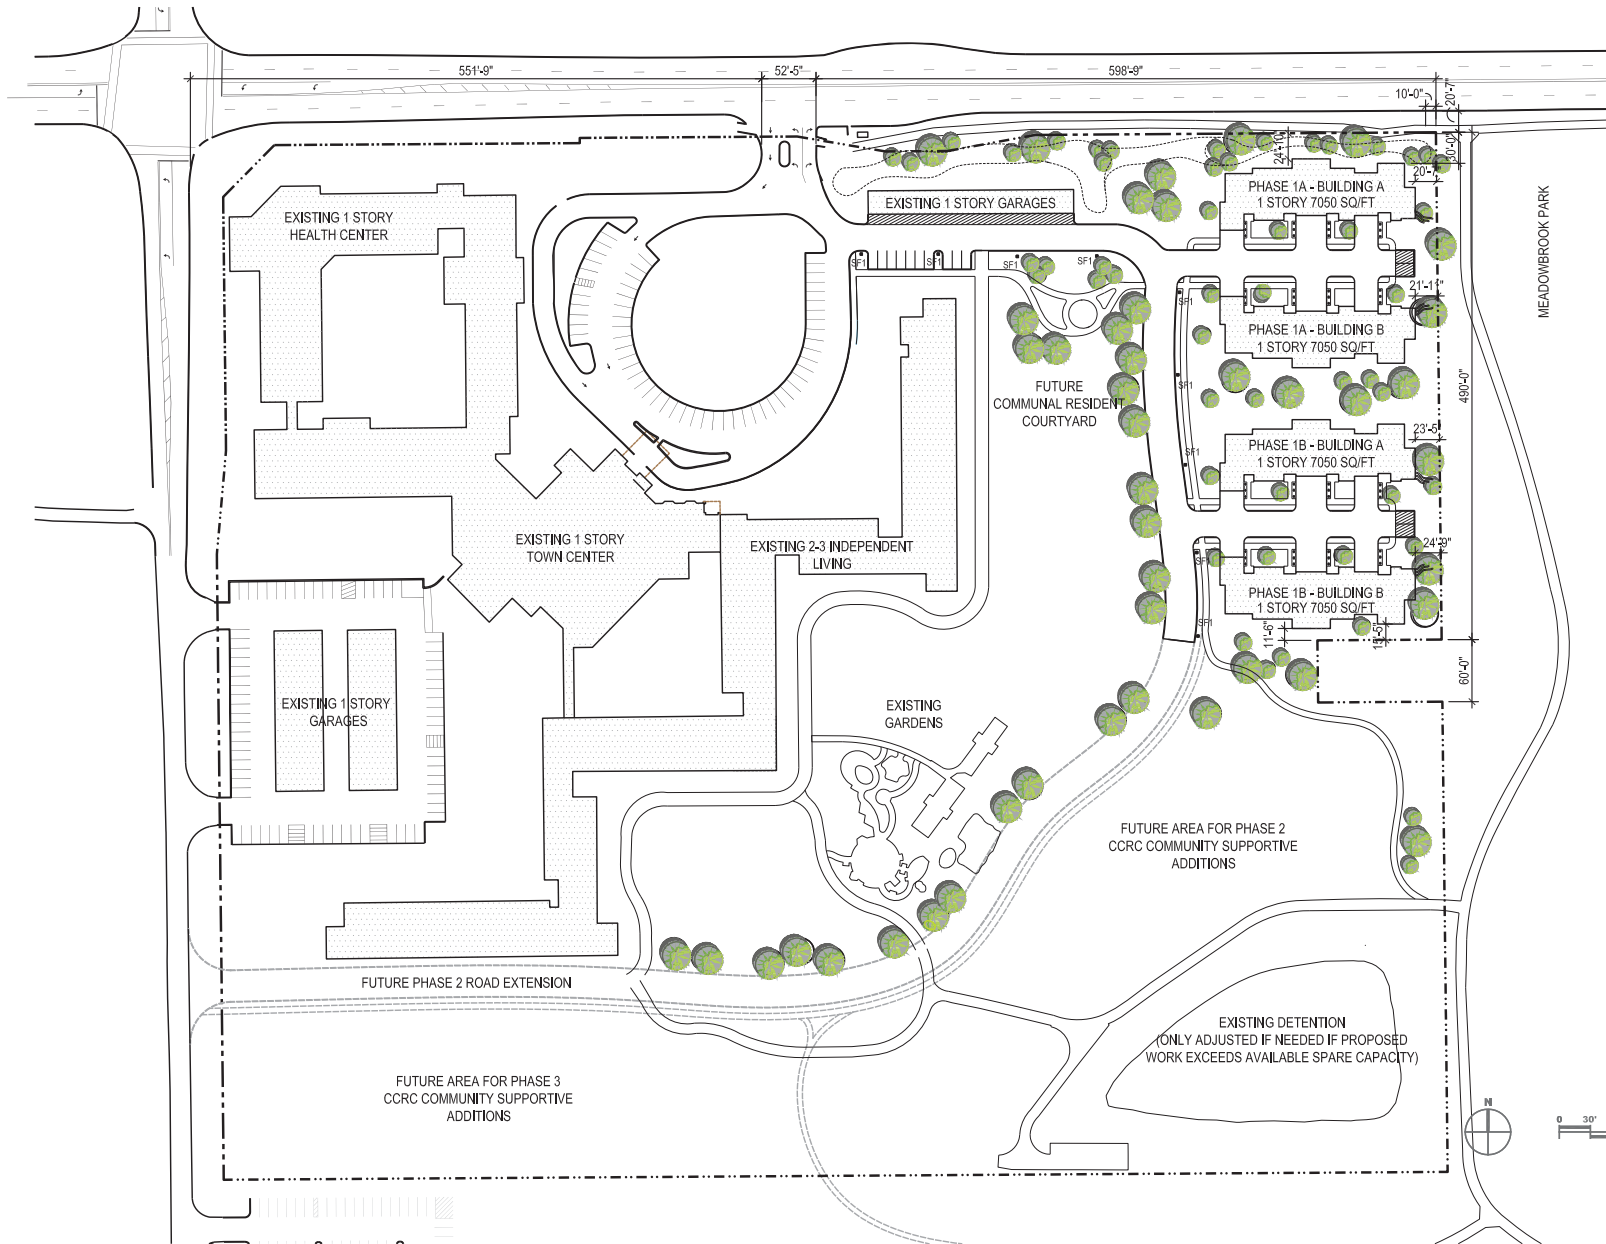 551'-9"
52'-5"
598'-9"
10'-0"
20'-7"
30'-0"
24'-10"
20'-7"
EXISTING 1 STORY
HEALTH CENTER
EXISTING 1 STORY GARAGES
PHASE 1A - BUILDING A
1 STORY 7050 SQ/FT
MEADOWBROOK PARK
SF1
SF1
SF1
SF1
SF1
21'-11"
PHASE 1A - BUILDING B
1 STORY 7050 SQ/FT
SF1
FUTURE
COMMUNAL RESIDENT
COURTYARD
490'-0"
23'-5"
PHASE 1B - BUILDING A
1 STORY 7050 SQ/FT
SF1
EXISTING 1 STORY
TOWN CENTER
EXISTING 2-3 INDEPENDENT
LIVING
24'-9"
SF1
PHASE 1B - BUILDING B
1 STORY 7050 SQ/FT
SF1
11'-6"
15'-5"
60'-0"
EXISTING 1 STORY
GARAGES
EXISTING
GARDENS
FUTURE AREA FOR PHASE 2
CCRC COMMUNITY SUPPORTIVE
ADDITIONS
FUTURE PHASE 2 ROAD EXTENSION
EXISTING DETENTION
(ONLY ADJUSTED IF NEEDED IF PROPOSED
WORK EXCEEDS AVAILABLE SPARE CAPACITY)
FUTURE AREA FOR PHASE 3
CCRC COMMUNITY SUPPORTIVE
ADDITIONS
N
0 30'